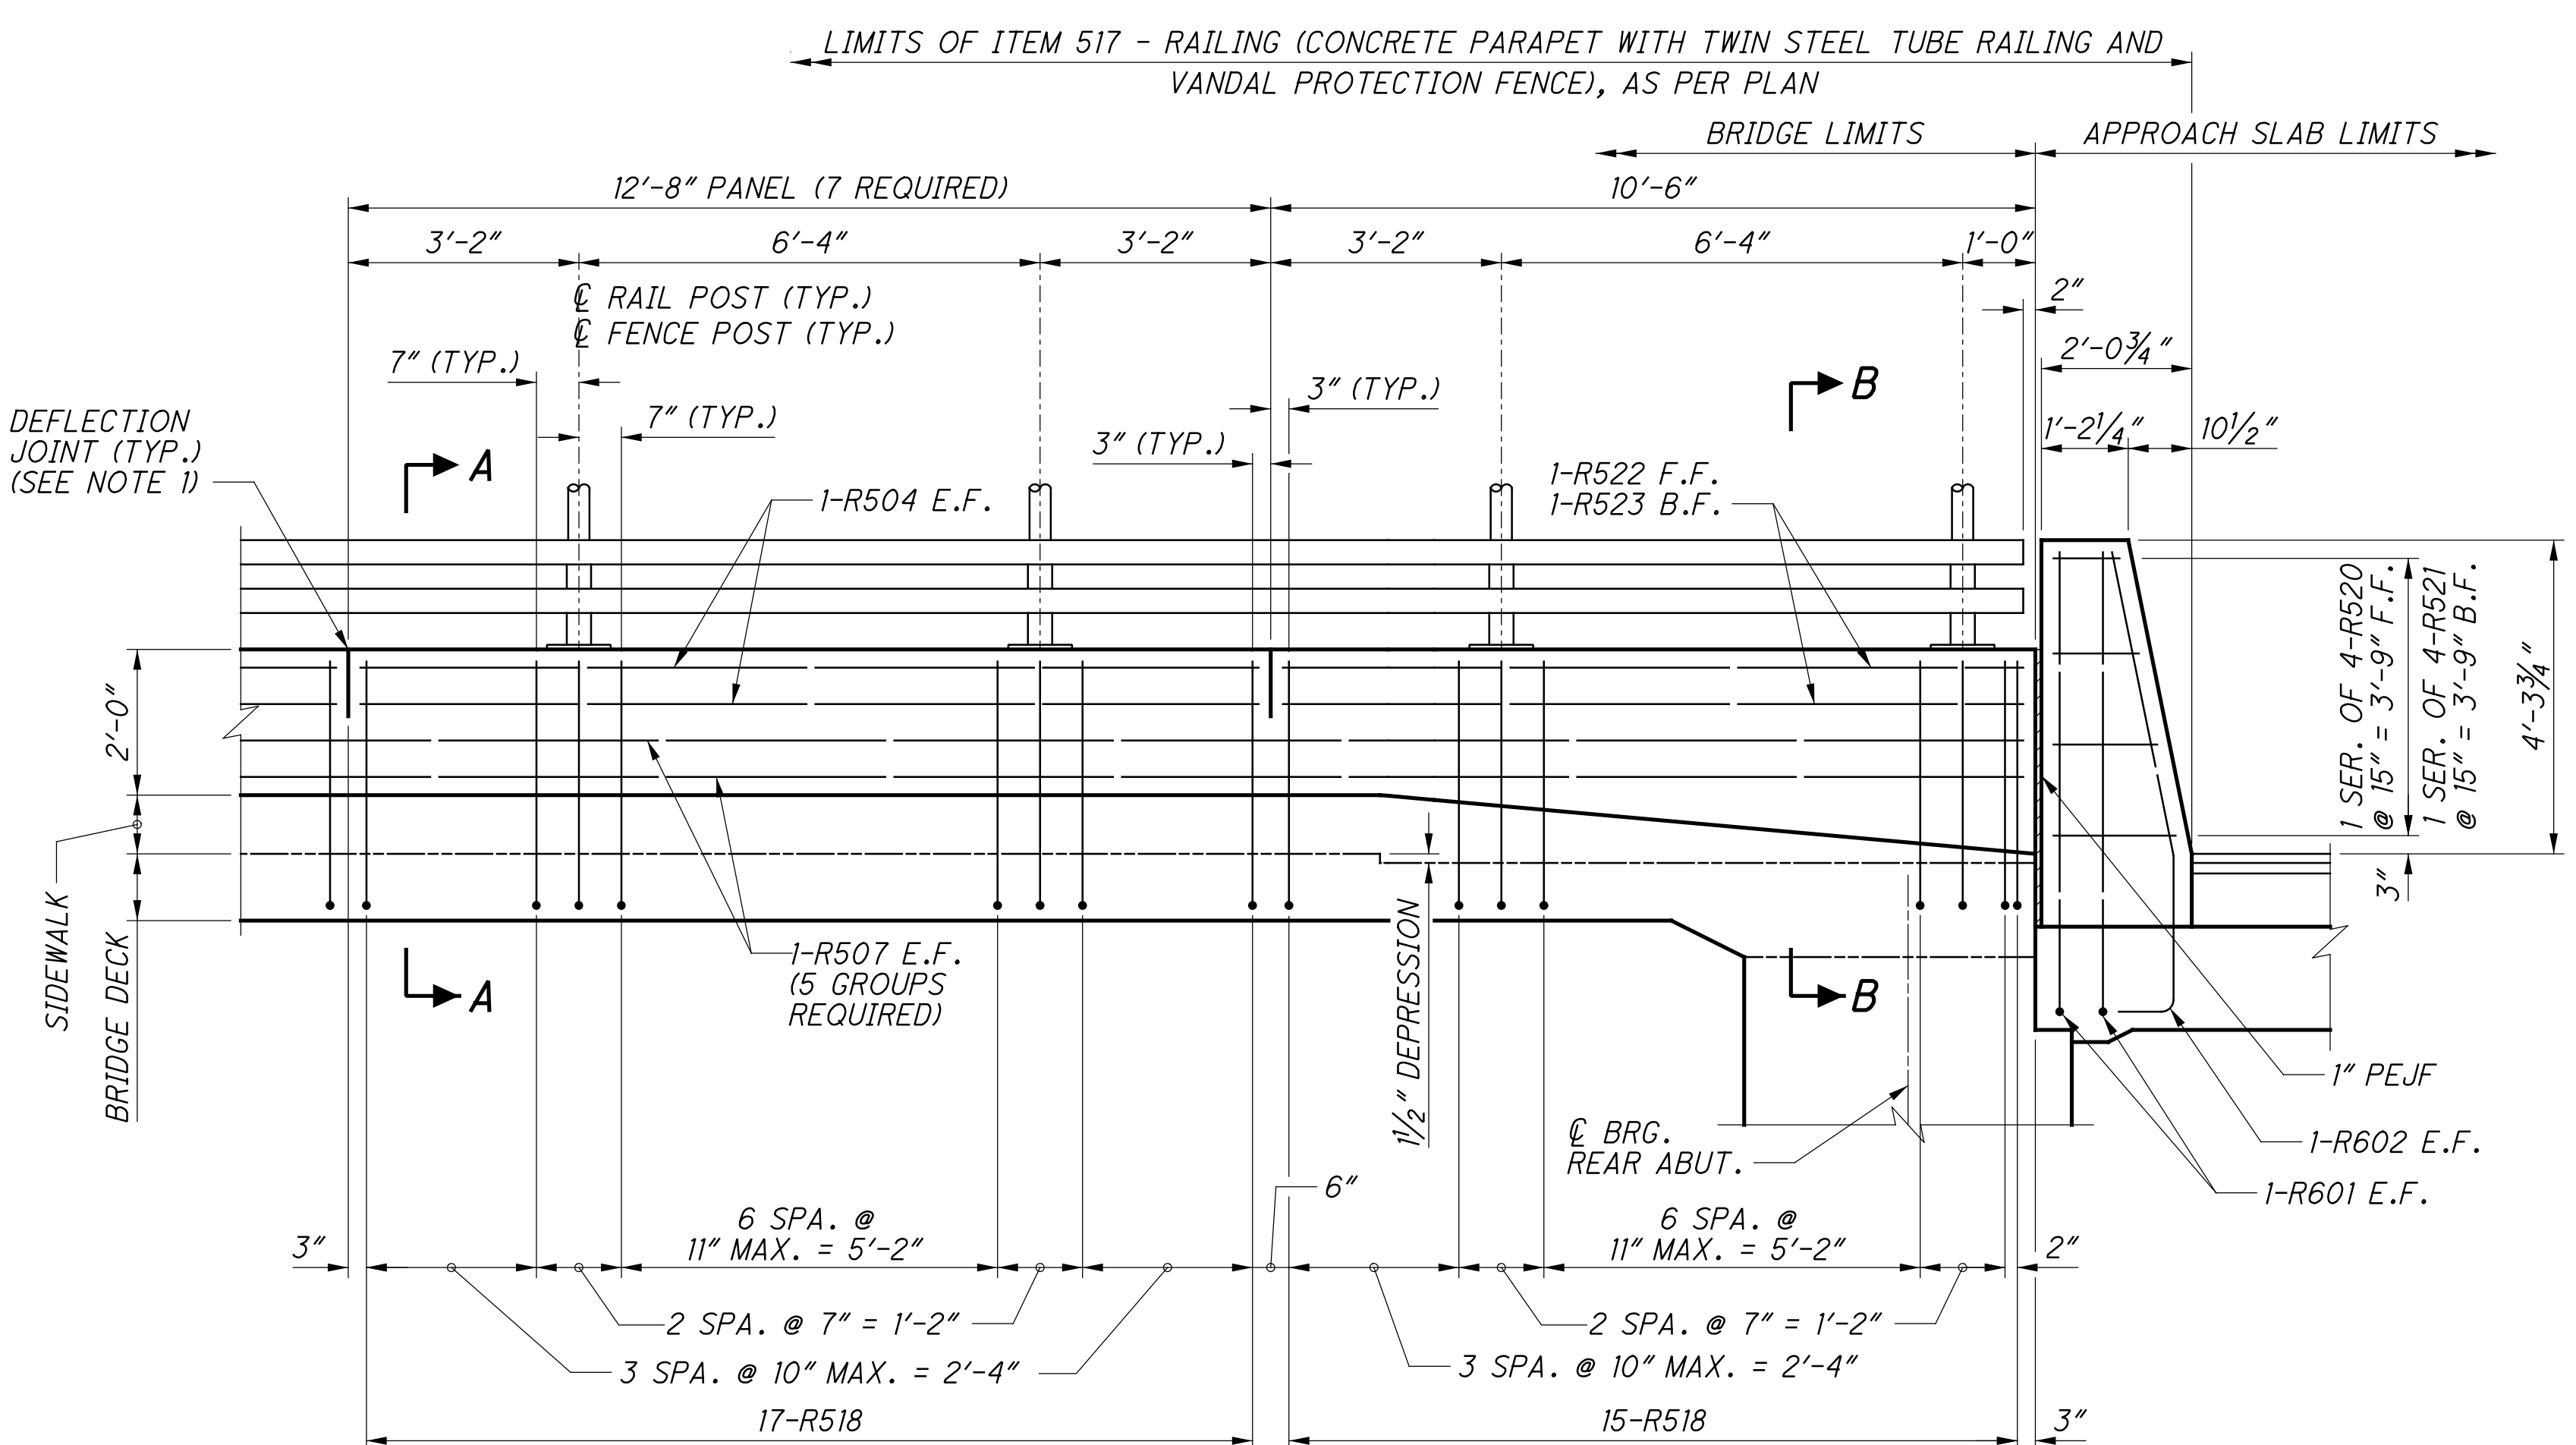 LIMITS OF ITEM 517 - RAILING (CONCRETE PARAPET WITH TWIN STEEL TUBE RAILING AND
VANDAL PROTECTION FENCE), AS PER PLAN
BRIDGE LIMITS
APPROACH SLAB LIMITS
12'-8" PANEL (7 REQUIRED)
10'-6"
3'-2"
6'-4"
3'-2"
3'-2"
6'-4"
1'-0"
℄ RAIL POST (TYP.)
℄ FENCE POST (TYP.)
2"
2'-0¾"
7" (TYP.)
7" (TYP.)
3" (TYP.)
3" (TYP.)
B
1'-2¼"
10½"
DEFLECTION
JOINT (TYP.)
(SEE NOTE 1)
A
1-R504 E.F.
1-R522 F.F.
1-R523 B.F.
1 SER. OF 4-R520
@ 15" = 3'-9" F.F.
1 SER. OF 4-R521
@ 15" = 3'-9" B.F.
4'-3¾"
3"
2'-0"
SIDEWALK
BRIDGE DECK
A
1-R507 E.F.
(5 GROUPS
REQUIRED)
1½" DEPRESSION
B
℄ BRG.
REAR ABUT.
1" PEJF
1-R602 E.F.
1-R601 E.F.
6"
3"
6 SPA. @
11" MAX. = 5'-2"
6 SPA. @
11" MAX. = 5'-2"
2"
2 SPA. @ 7" = 1'-2"
2 SPA. @ 7" = 1'-2"
3 SPA. @ 10" MAX. = 2'-4"
3 SPA. @ 10" MAX. = 2'-4"
17-R518
15-R518
3"